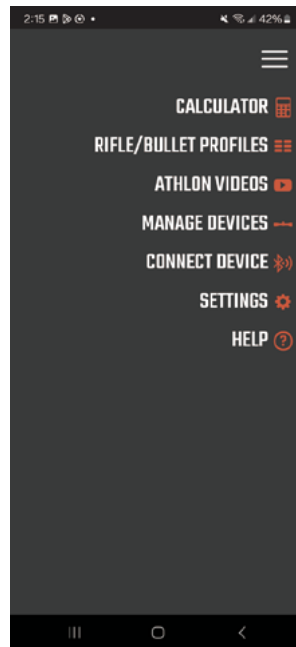 2:15 42%
CALCULATOR
RIFLE/BULLET PROFILES
ATHLON VIDEOS
MANAGE DEVICES
CONNECT DEVICE
SETTINGS
HELP ?